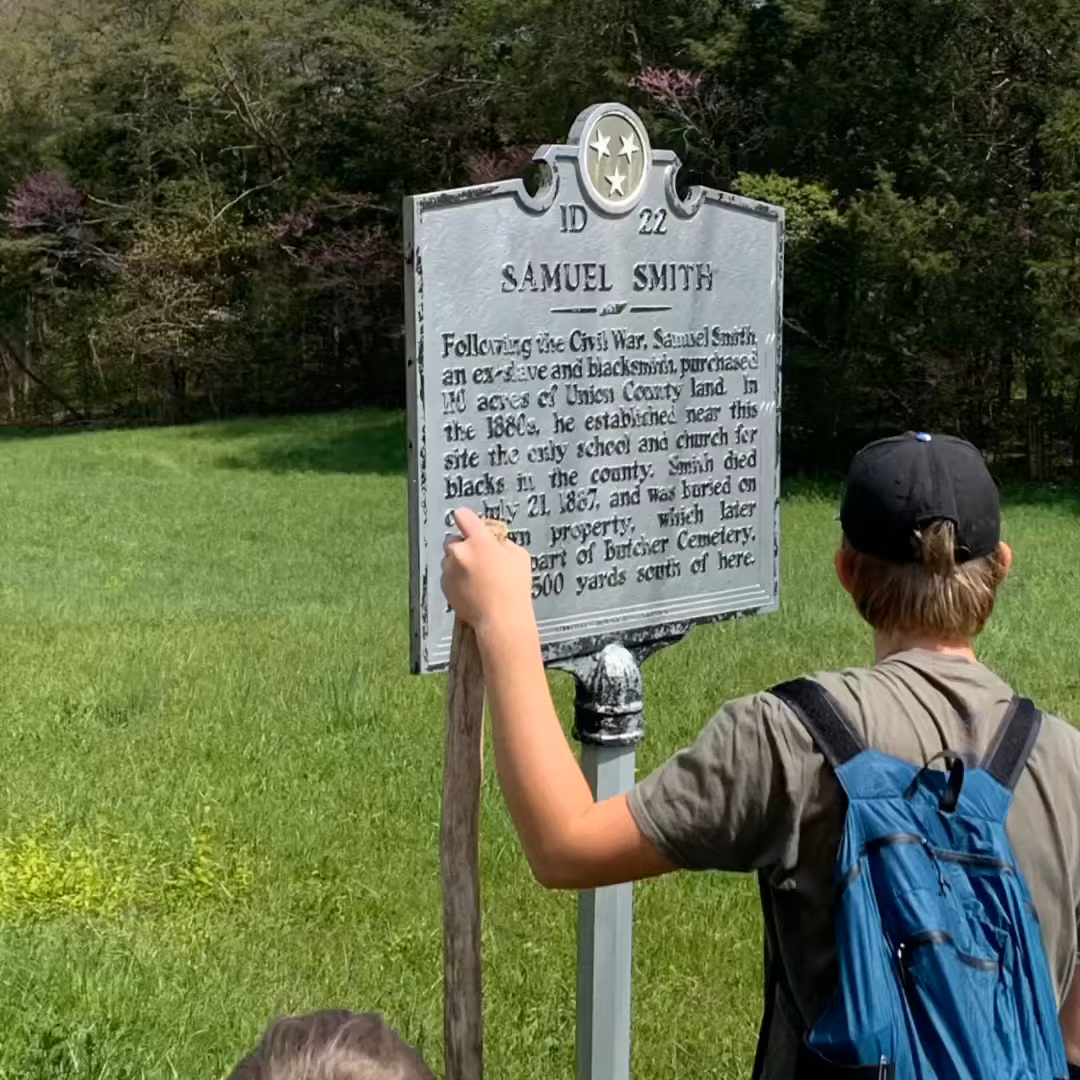 ID 22
SAMUEL SMITH
Following the Civil War, Samuel Smith,
an ex-slave and blacksmith, purchased
110 acres of Union County land. In
the 1880s, he established near this
site the only school and church for
blacks in the county. Smith died
July 21, 1887, and was buried on
property, which later
part of Butcher Cemetery,
500 yards south of here.